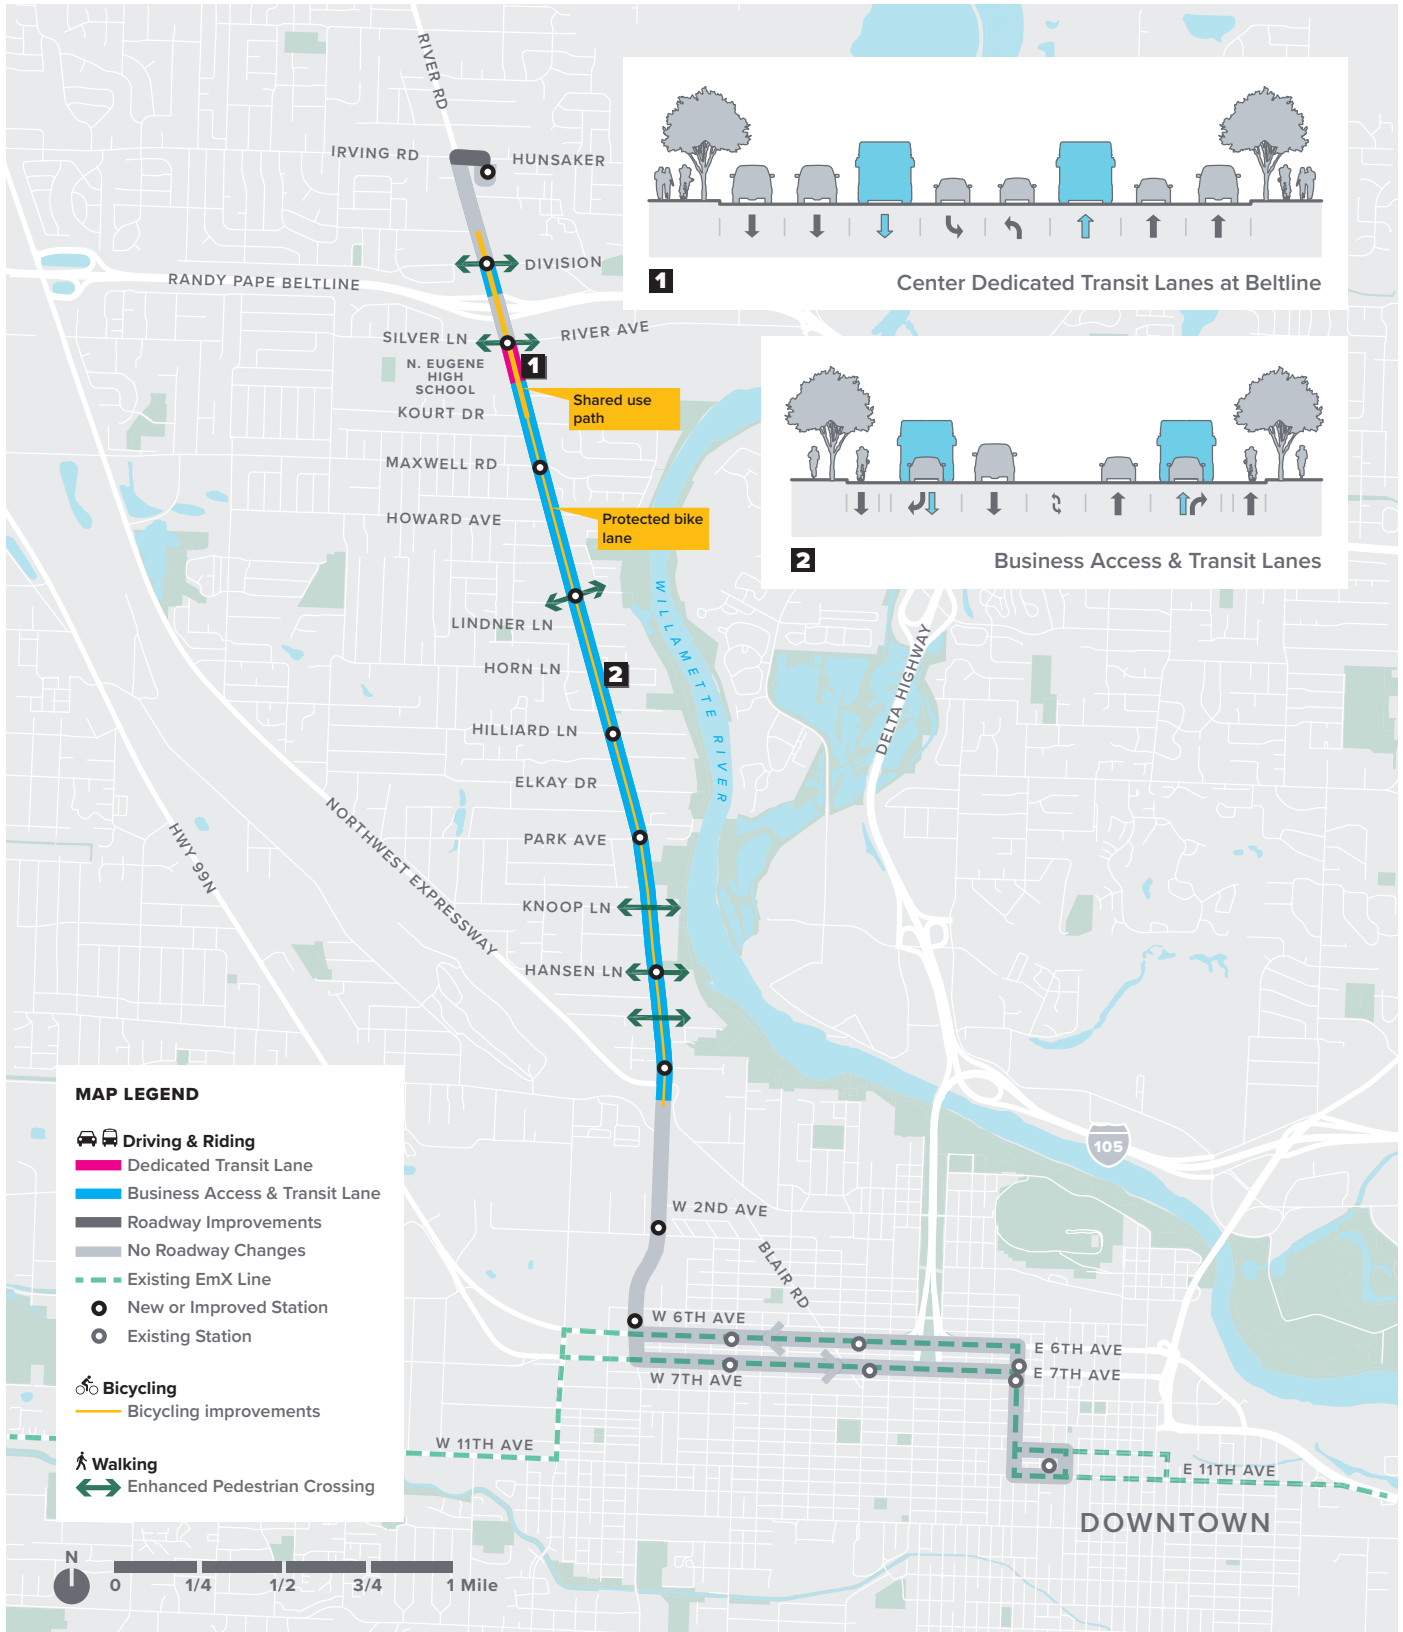 RIVER RD
IRVING RD
HUNSAKER
DIVISION
RANDY PAPE BELTLINE
SILVER LN
RIVER AVE
N. EUGENE
HIGH
SCHOOL
1
Shared use
path
KOURT DR
MAXWELL RD
HOWARD AVE
Protected bike
lane
LINDNER LN
HORN LN
2
HILLIARD LN
ELKAY DR
PARK AVE
KNOOP LN
HANSEN LN
WILLAMETTE RIVER
DELTA HIGHWAY
NORTHWEST EXPRESSWAY
HWY 99N
1
Center Dedicated Transit Lanes at Beltline
2
Business Access & Transit Lanes
105
W 2ND AVE
BLAIR RD
W 6TH AVE
E 6TH AVE
W 7TH AVE
E 7TH AVE
W 11TH AVE
E 11TH AVE
DOWNTOWN
MAP LEGEND
Driving & Riding
Dedicated Transit Lane
Business Access & Transit Lane
Roadway Improvements
No Roadway Changes
Existing EmX Line
New or Improved Station
Existing Station
Bicycling
Bicycling improvements
Walking
Enhanced Pedestrian Crossing
N
0 1/4 1/2 3/4 1 Mile